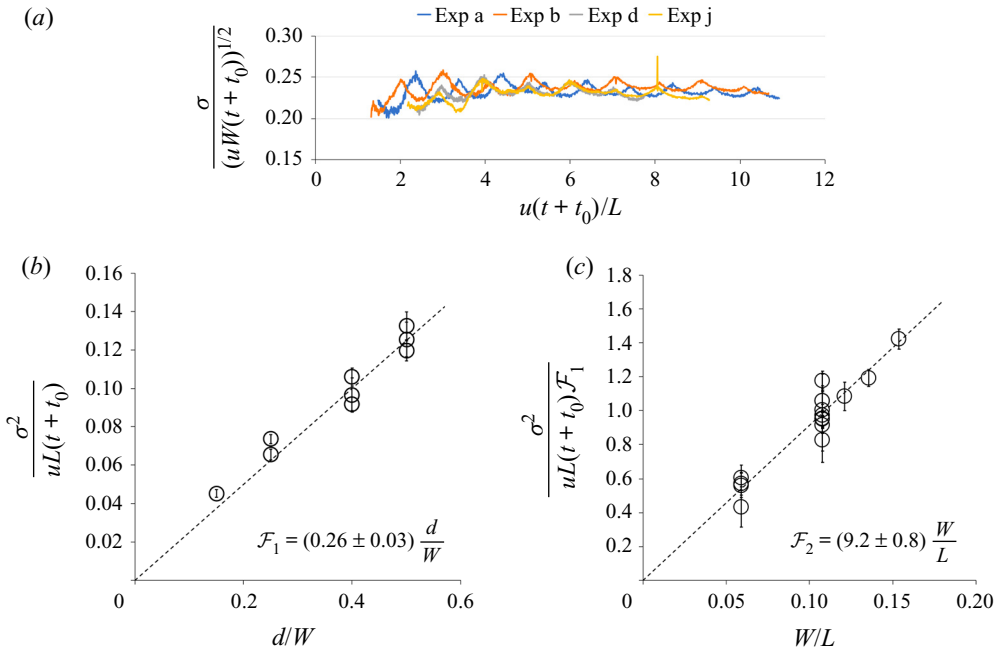 (a)
Exp a Exp b Exp d Exp j
0.30
0.25
0.20
0.15
σ
(uW(t + t0))1/2
0 2 4 6 8 10 12
u(t + t0)/L
(b)
0.16
0.14
0.12
0.10
0.08
0.06
0.04
0.02
σ2
uL(t + t0)
ℱ1 = (0.26 ± 0.03) d
W
0 0.2 0.4 0.6
d/W
(c)
1.8
1.6
1.4
1.2
1.0
0.8
0.6
0.4
0.2
σ2
uL(t + t0)ℱ1
ℱ2 = (9.2 ± 0.8) W
L
0 0.05 0.10 0.15 0.20
W/L